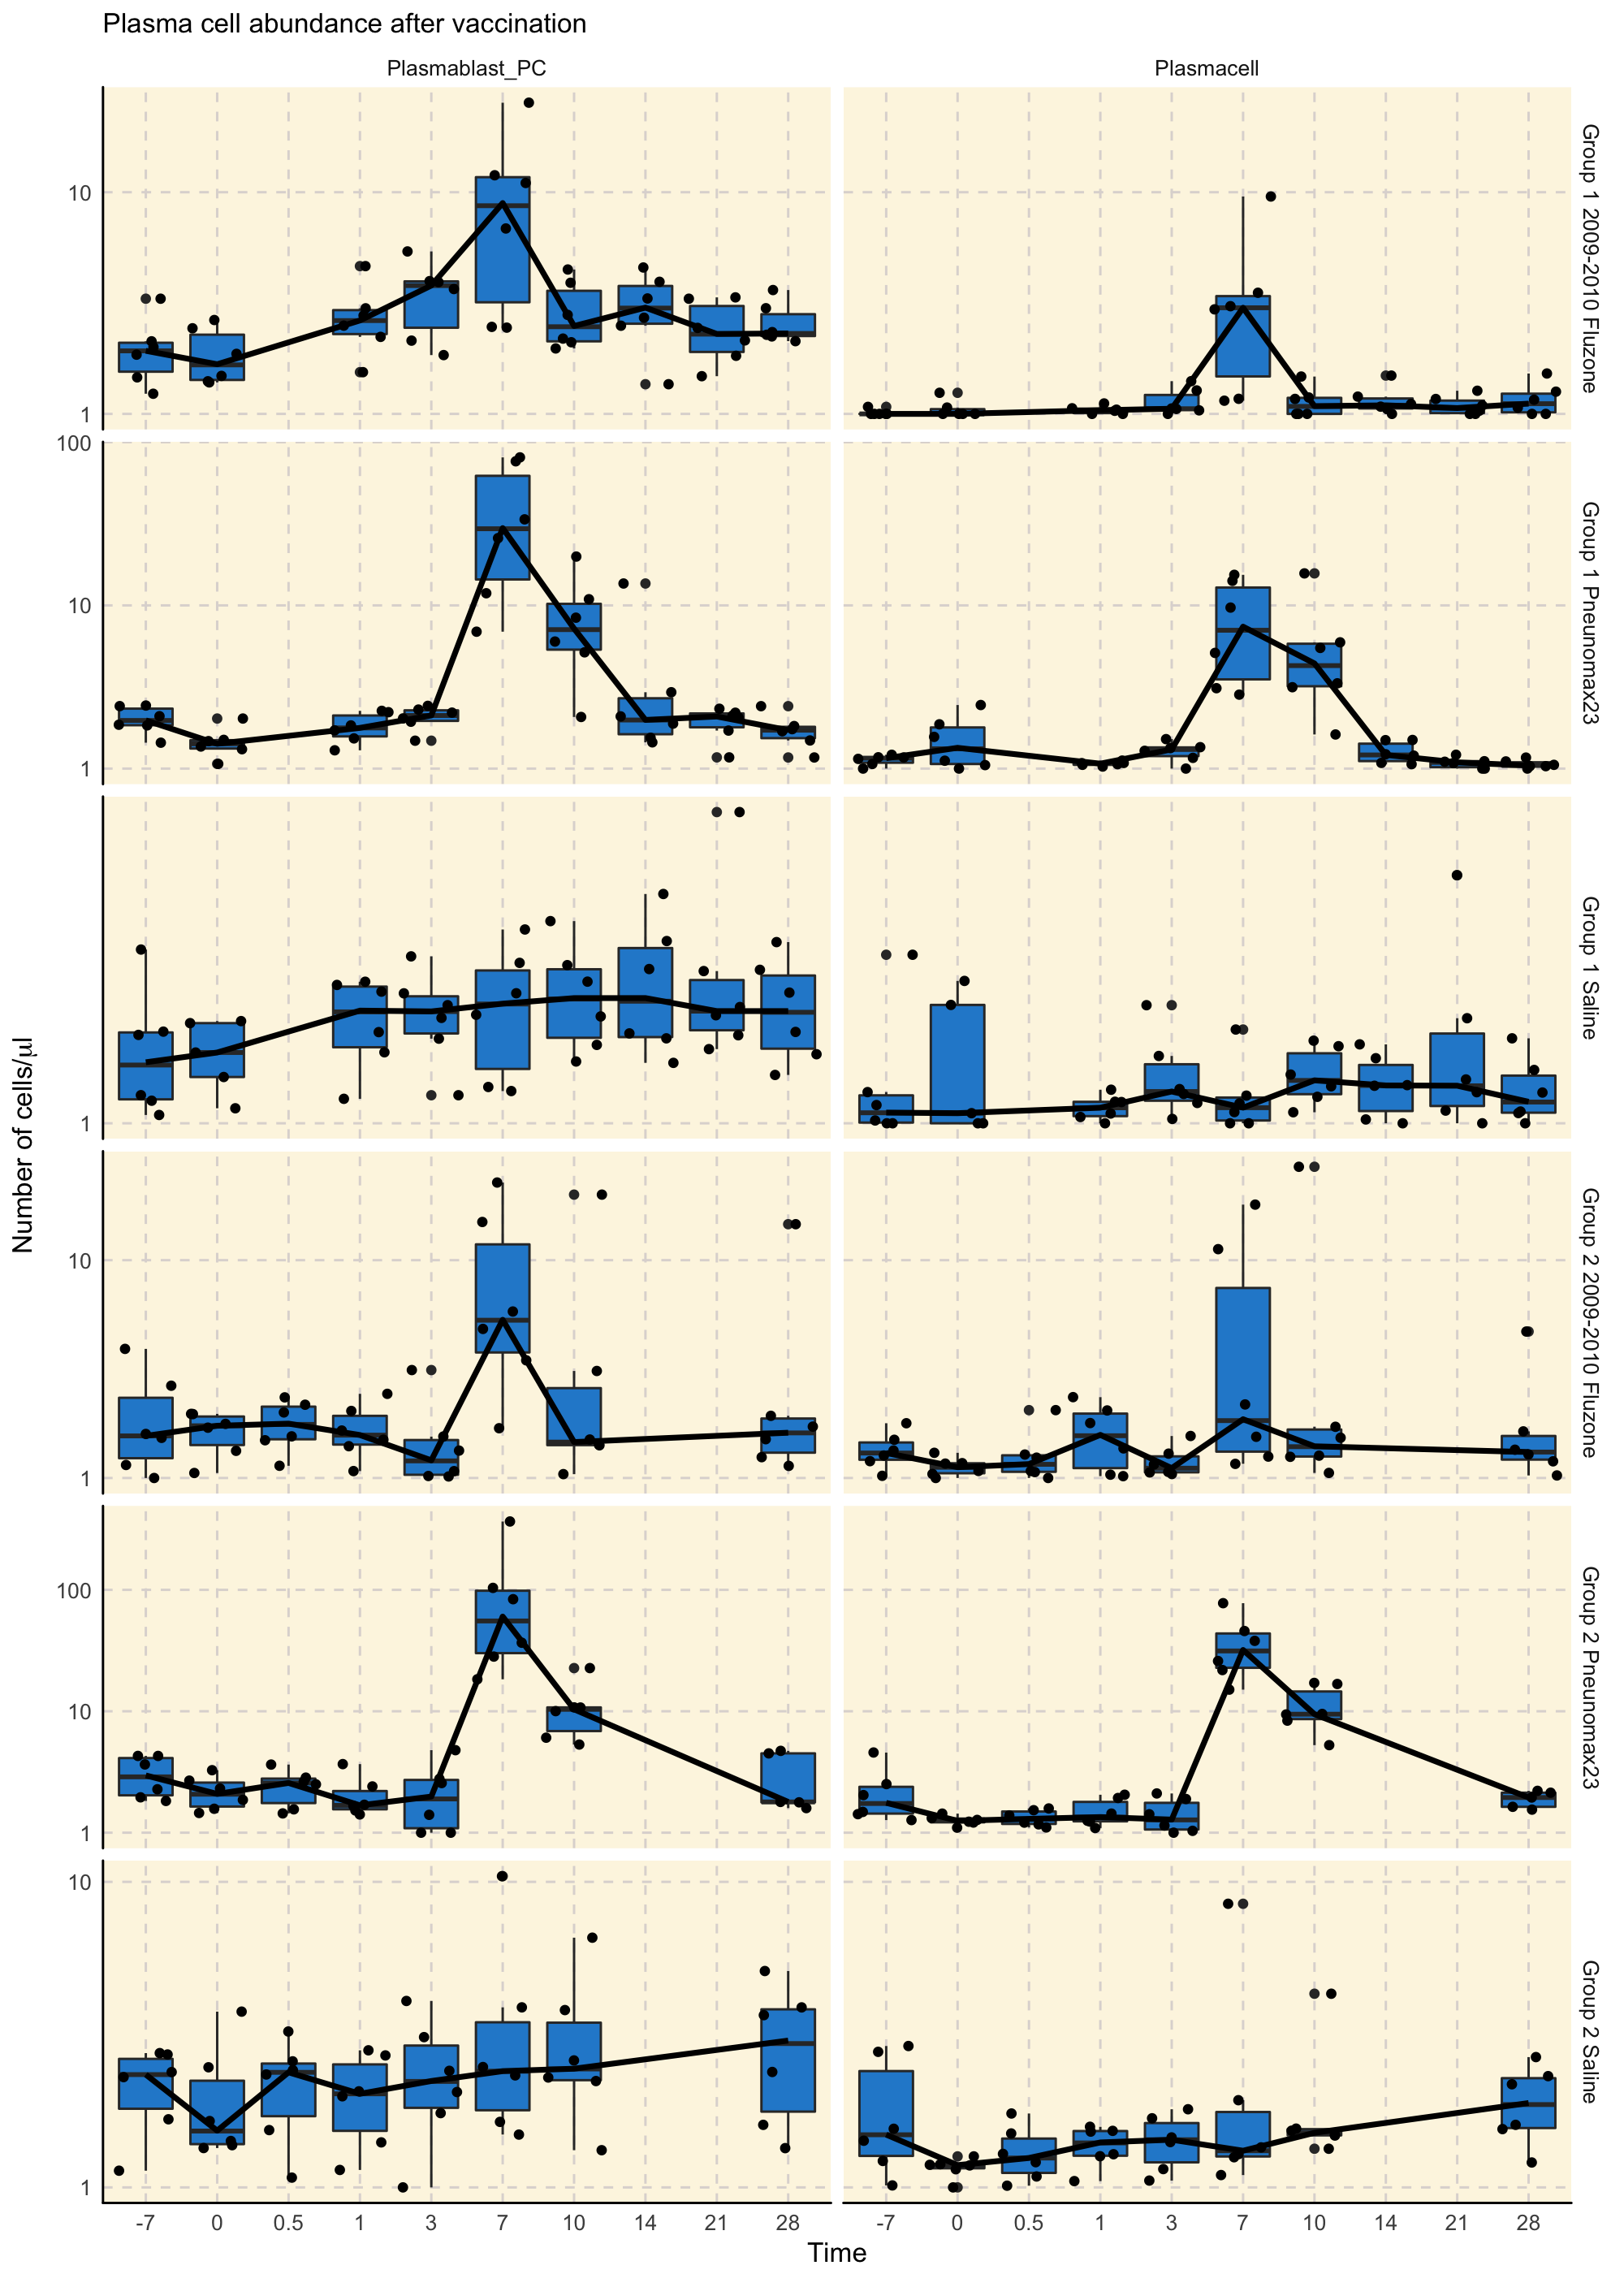 Plasma cell abundance after vaccination
Plasmablast_PC
Plasmacell
10
1
Group 1 2009-2010 Fluzone
100
10
1
Group 1 Pneunomax23
1
Group 1 Saline
Nnumber of cells/µl
10
1
Group 2 2009-2010 Fluzone
100
10
1
Group 2 Pneunomax23
10
1
Group 2 Saline
-7 0 0.5 1 3 7 10 14 21 28
-7 0 0.5 1 3 7 10 14 21 28
Time